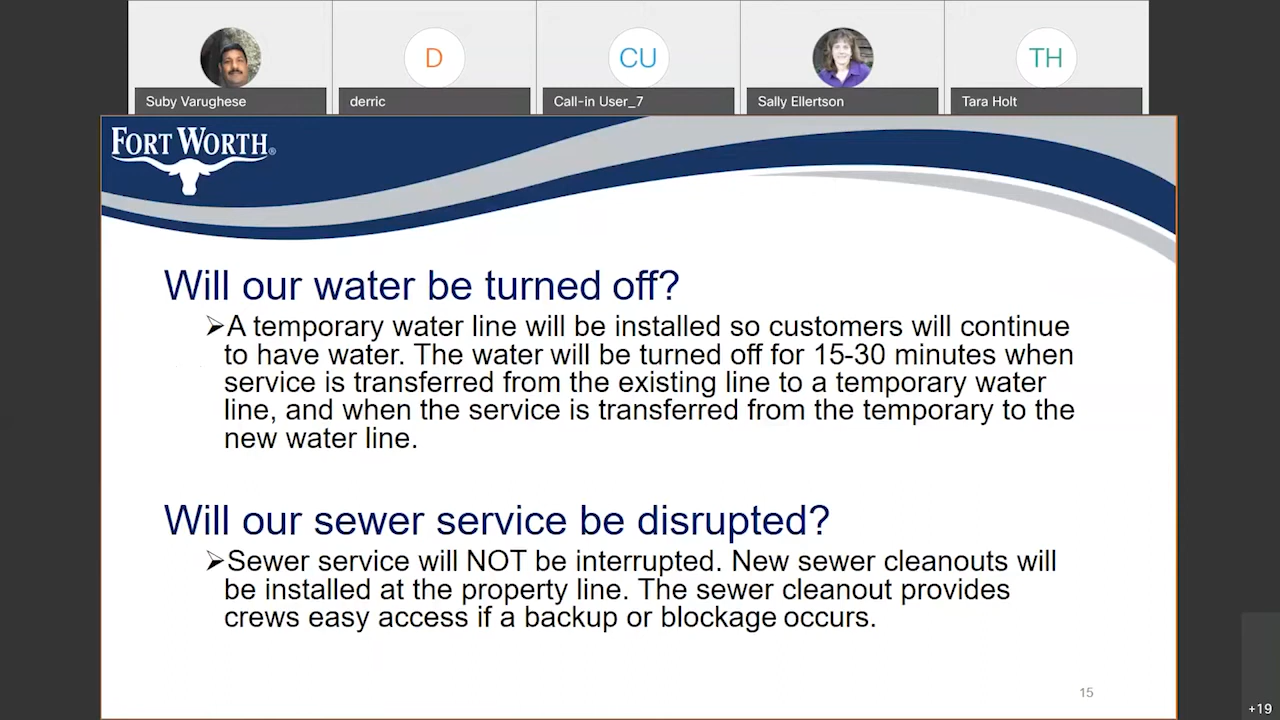 D
CU
TH
Suby Varughese
derric
Call-in User_7
Sally Ellertson
Tara Holt
FORT WORTH®
Will our water be turned off?
➢A temporary water line will be installed so customers will continue
to have water. The water will be turned off for 15-30 minutes when
service is transferred from the existing line to a temporary water
line, and when the service is transferred from the temporary to the
new water line.
Will our sewer service be disrupted?
➢Sewer service will NOT be interrupted. New sewer cleanouts will
be installed at the property line. The sewer cleanout provides
crews easy access if a backup or blockage occurs.
15
+19